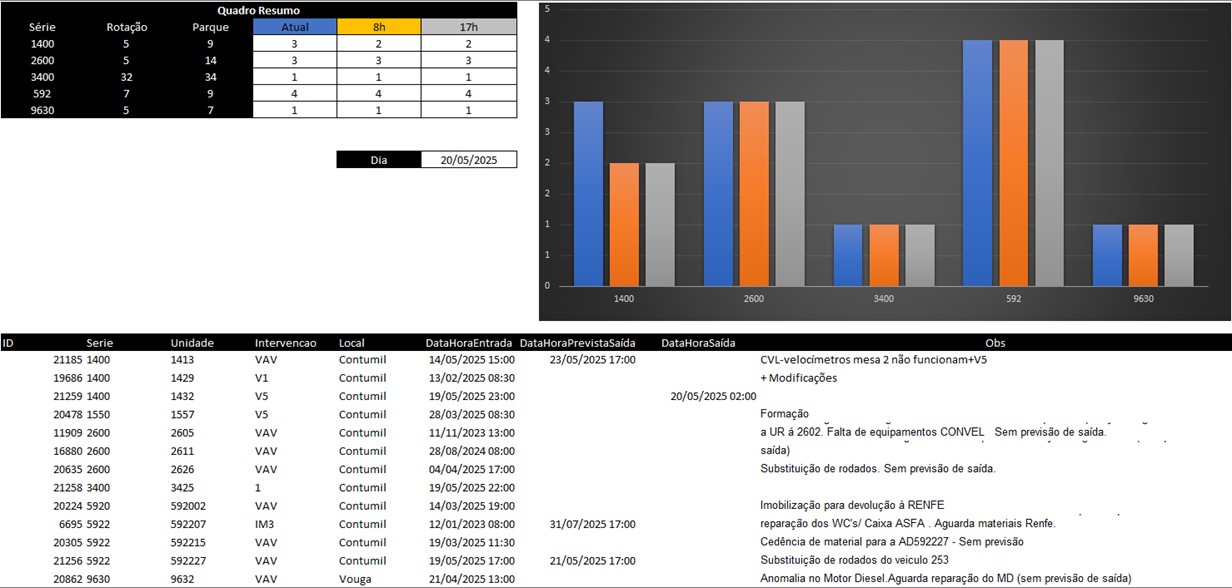 Quadro Resumo
Série Rotação Parque Atual 8h 17h
1400 5 9 3 2 2
2600 5 14 3 3 3
3400 32 34 1 1 1
592 7 9 4 4 4
9630 5 7 1 1 1
Dia 20/05/2025
5
4
4
3
3
2
2
1
1
0
1400 2600 3400 592 9630
ID Serie Unidade Intervencao Local DataHoraEntrada DataHoraPrevistaSaída DataHoraSaída Obs
21185 1400 1413 VAV Contumil 14/05/2025 15:00 23/05/2025 17:00 CVL-velocímetros mesa 2 não funcionam+V5
19686 1400 1429 V1 Contumil 13/02/2025 08:30 + Modificações
21259 1400 1432 V5 Contumil 19/05/2025 23:00 20/05/2025 02:00
20478 1550 1557 V5 Contumil 28/03/2025 08:30 Formação
11909 2600 2605 VAV Contumil 11/11/2023 13:00 a UR á 2602. Falta de equipamentos CONVEL Sem previsão de saída.
16880 2600 2611 VAV Contumil 28/08/2024 08:00 saída)
20635 2600 2626 VAV Contumil 04/04/2025 17:00 Substituição de rodados. Sem previsão de saída.
21258 3400 3425 1 Contumil 19/05/2025 22:00
20224 5920 592002 VAV Contumil 14/03/2025 19:00 Imobilização para devolução à RENFE
6695 5922 592207 IM3 Contumil 12/01/2023 08:00 31/07/2025 17:00 reparação dos WC's/ Caixa ASFA . Aguarda materiais Renfe.
20305 5922 592215 VAV Contumil 19/03/2025 11:30 Cedência de material para a AD592227 - Sem previsão
21256 5922 592227 VAV Contumil 19/05/2025 17:00 21/05/2025 17:00 Substituição de rodados do veiculo 253
20862 9630 9632 VAV Vouga 21/04/2025 13:00 Anomalia no Motor Diesel.Aguarda reparação do MD (sem previsão de saída)